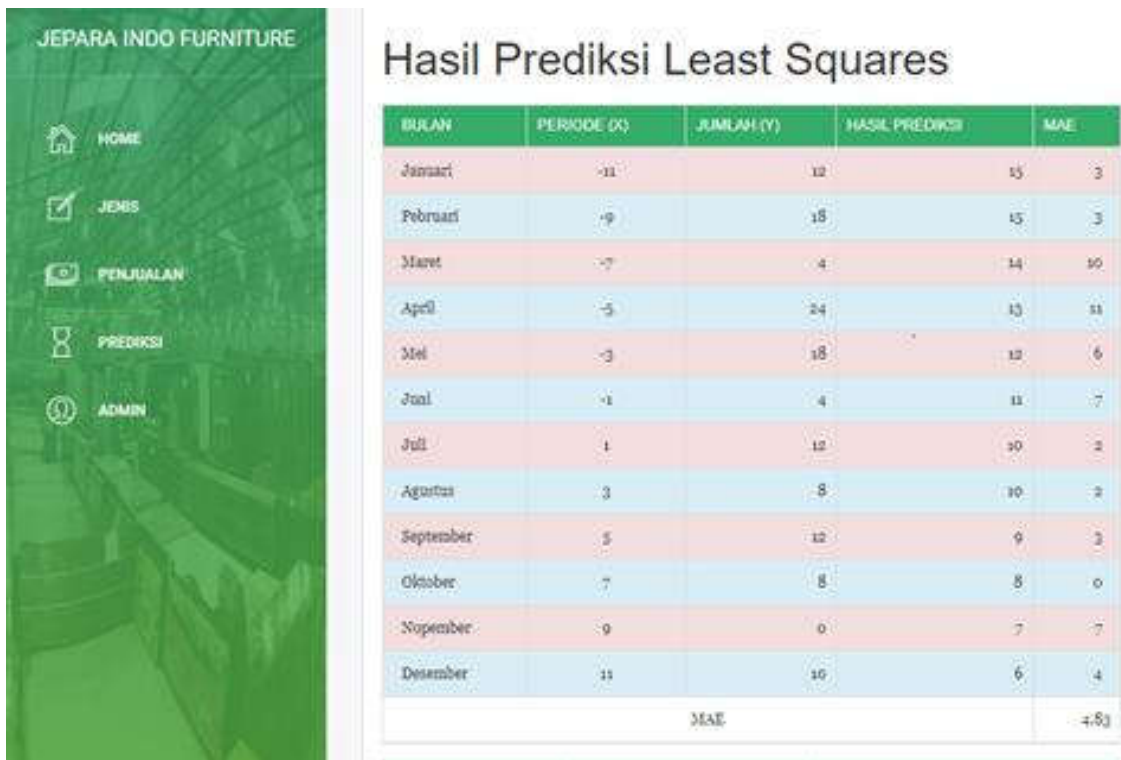 JEPARA INDO FURNITURE
HOME
JENIS
PENJUALAN
PREDIKSI
ADMIN
Hasil Prediksi Least Squares
BULAN PERIODE (X) JUMLAH (Y) HASIL PREDIKSI MAE
Januari -11 12 15 3
Pebruari -9 18 15 3
Maret -7 4 14 10
April -5 24 13 11
Mei -3 18 12 6
Juni -1 4 11 7
Juli 1 12 10 2
Agustus 3 8 10 2
September 5 12 9 3
Oktober 7 8 8 0
Nopember 9 0 7 7
Desember 11 10 6 4
MAE 4.83